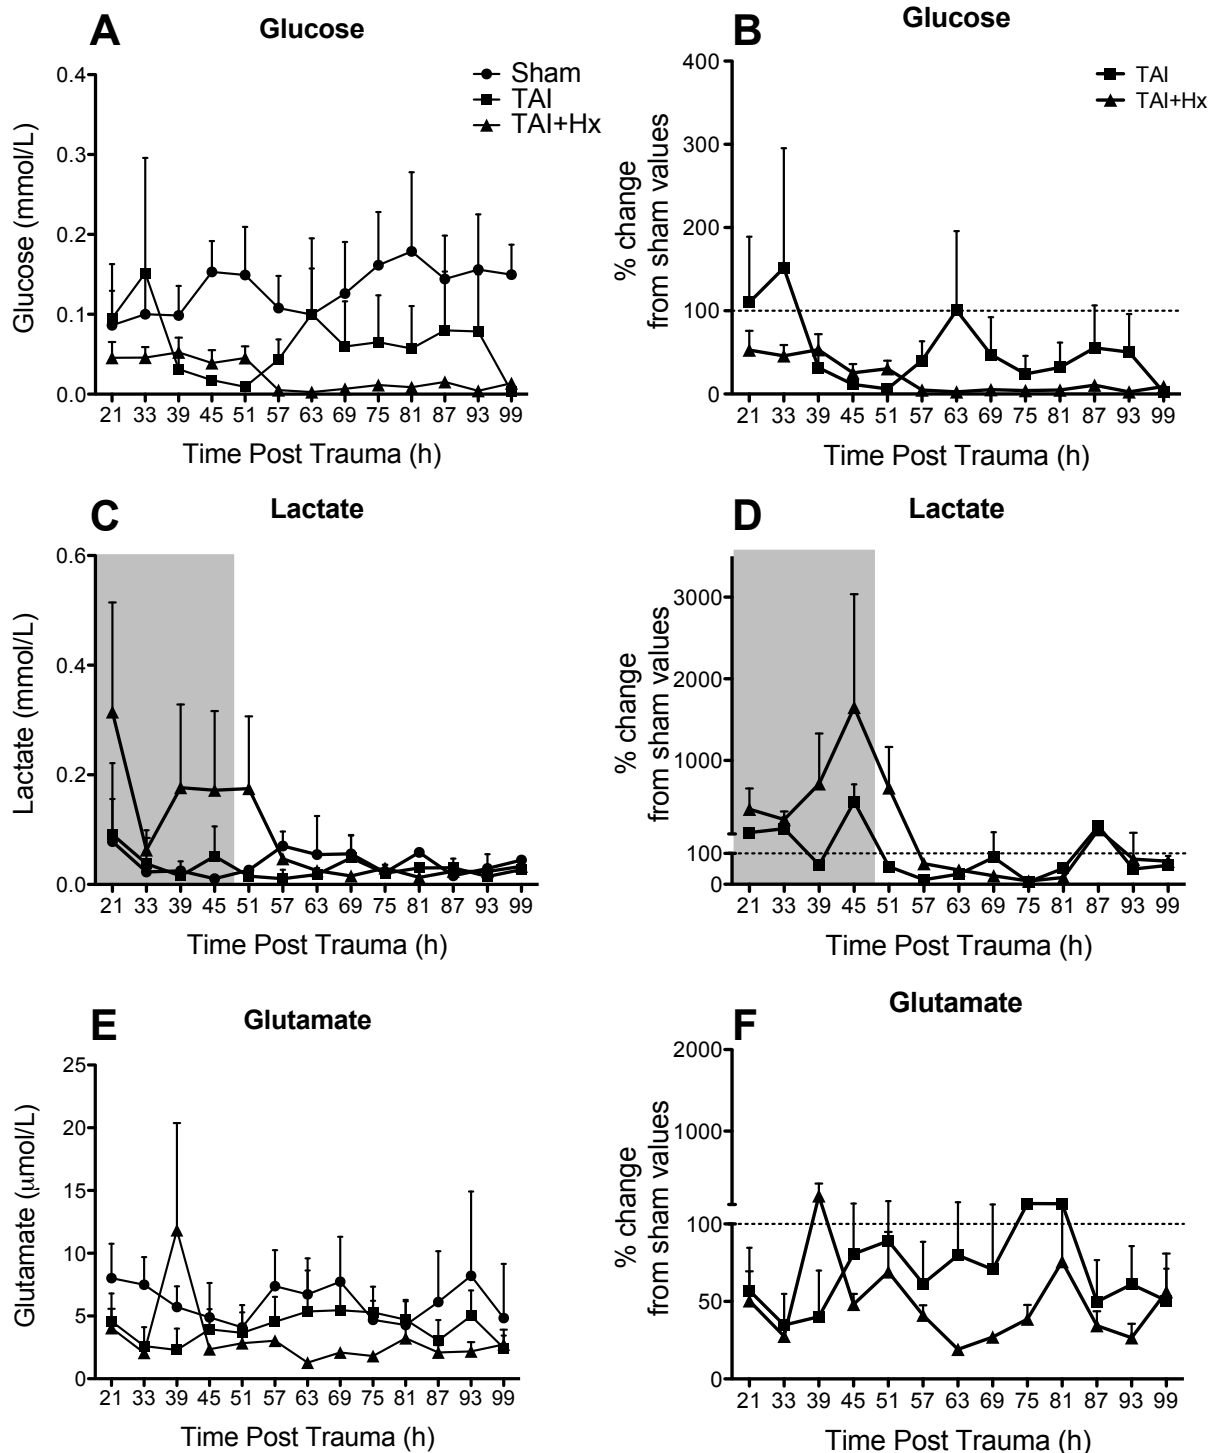 A
Glucose
Glucose (mmol/L)
0.4
0.3
0.2
0.1
0.0
Sham
TAI
TAI+Hx
21 33 39 45 51 57 63 69 75 81 87 93 99
Time Post Trauma (h)
B
Glucose
% change
from sham values
400
300
200
100
0
TAI
TAI+Hx
21 33 39 45 51 57 63 69 75 81 87 93 99
Time Post Trauma (h)
C
Lactate
Lactate (mmol/L)
0.6
0.4
0.2
0.0
21 33 39 45 51 57 63 69 75 81 87 93 99
Time Post Trauma (h)
D
Lactate
% change
from sham values
3000
2000
1000
100
0
21 33 39 45 51 57 63 69 75 81 87 93 99
Time Post Trauma (h)
E
Glutamate
Glutamate (μmol/L)
25
20
15
10
5
0
21 33 39 45 51 57 63 69 75 81 87 93 99
Time Post Trauma (h)
F
Glutamate
% change
from sham values
2000
1000
100
50
0
21 33 39 45 51 57 63 69 75 81 87 93 99
Time Post Trauma (h)